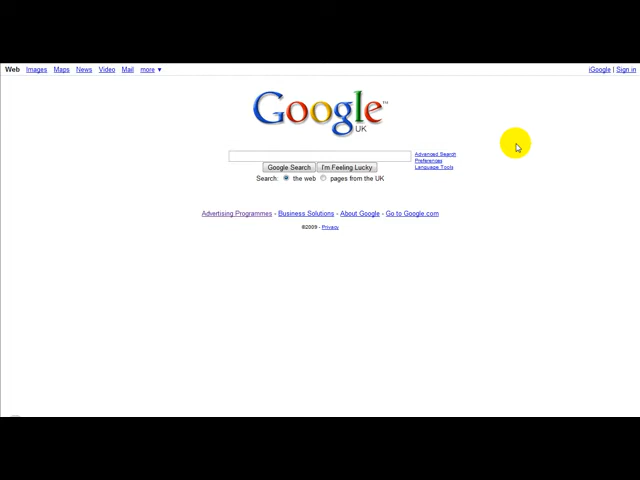 Web Images Maps News Video Mail more ▼ iGoogle | Sign in
Google™
UK
Advanced Search
Preferences
Google Search I'm Feeling Lucky Language Tools
Search: the web pages from the UK
Advertising Programmes - Business Solutions - About Google - Go to Google.com
©2009 - Privacy